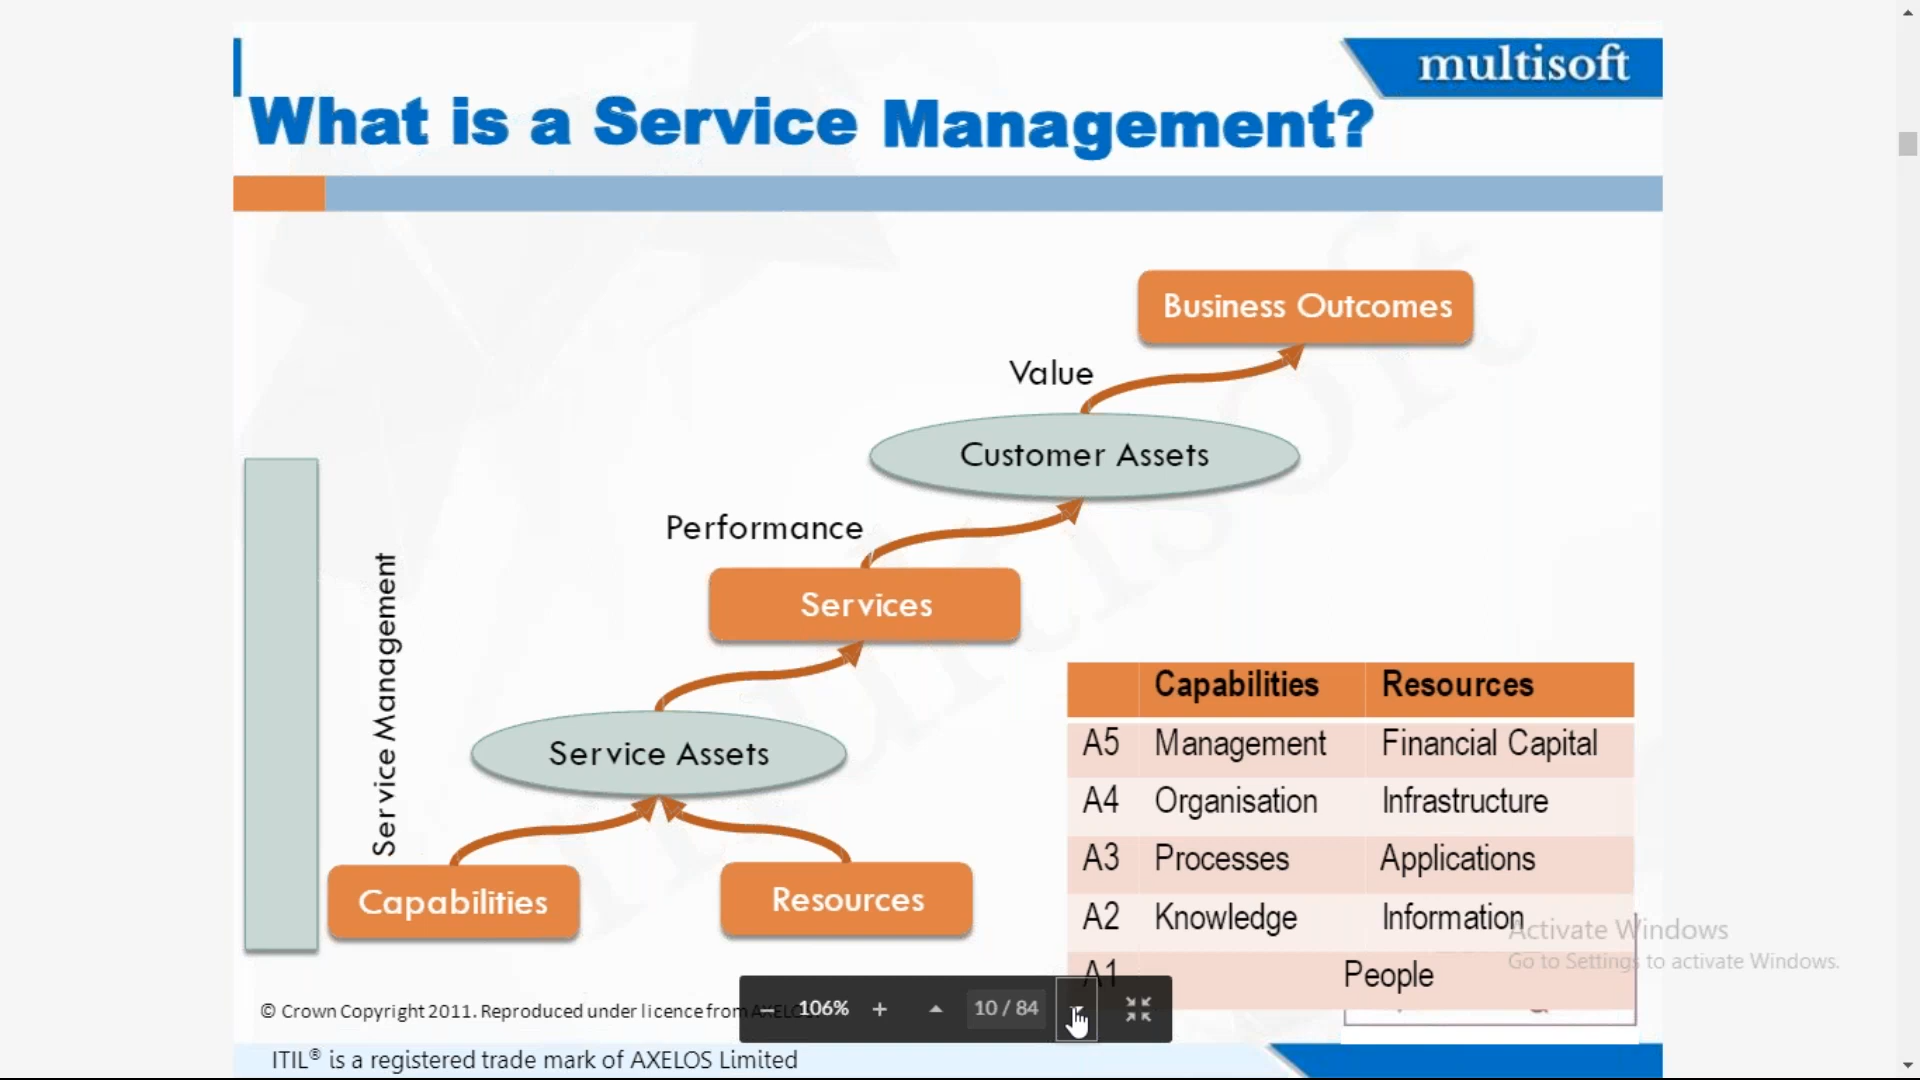 multisoft
What is a Service Management?
Business Outcomes
Value
Customer Assets
Performance
Services
Service Management
Service Assets
Capabilities
Resources
Capabilities Resources
A5 Management Financial Capital
A4 Organisation Infrastructure
A3 Processes Applications
A2 Knowledge Information
A1 People
Activate Windows
Go to Settings to activate Windows.
106%
10 / 84
© Crown Copyright 2011. Reproduced under licence from
ITIL® is a registered trade mark of AXELOS Limited